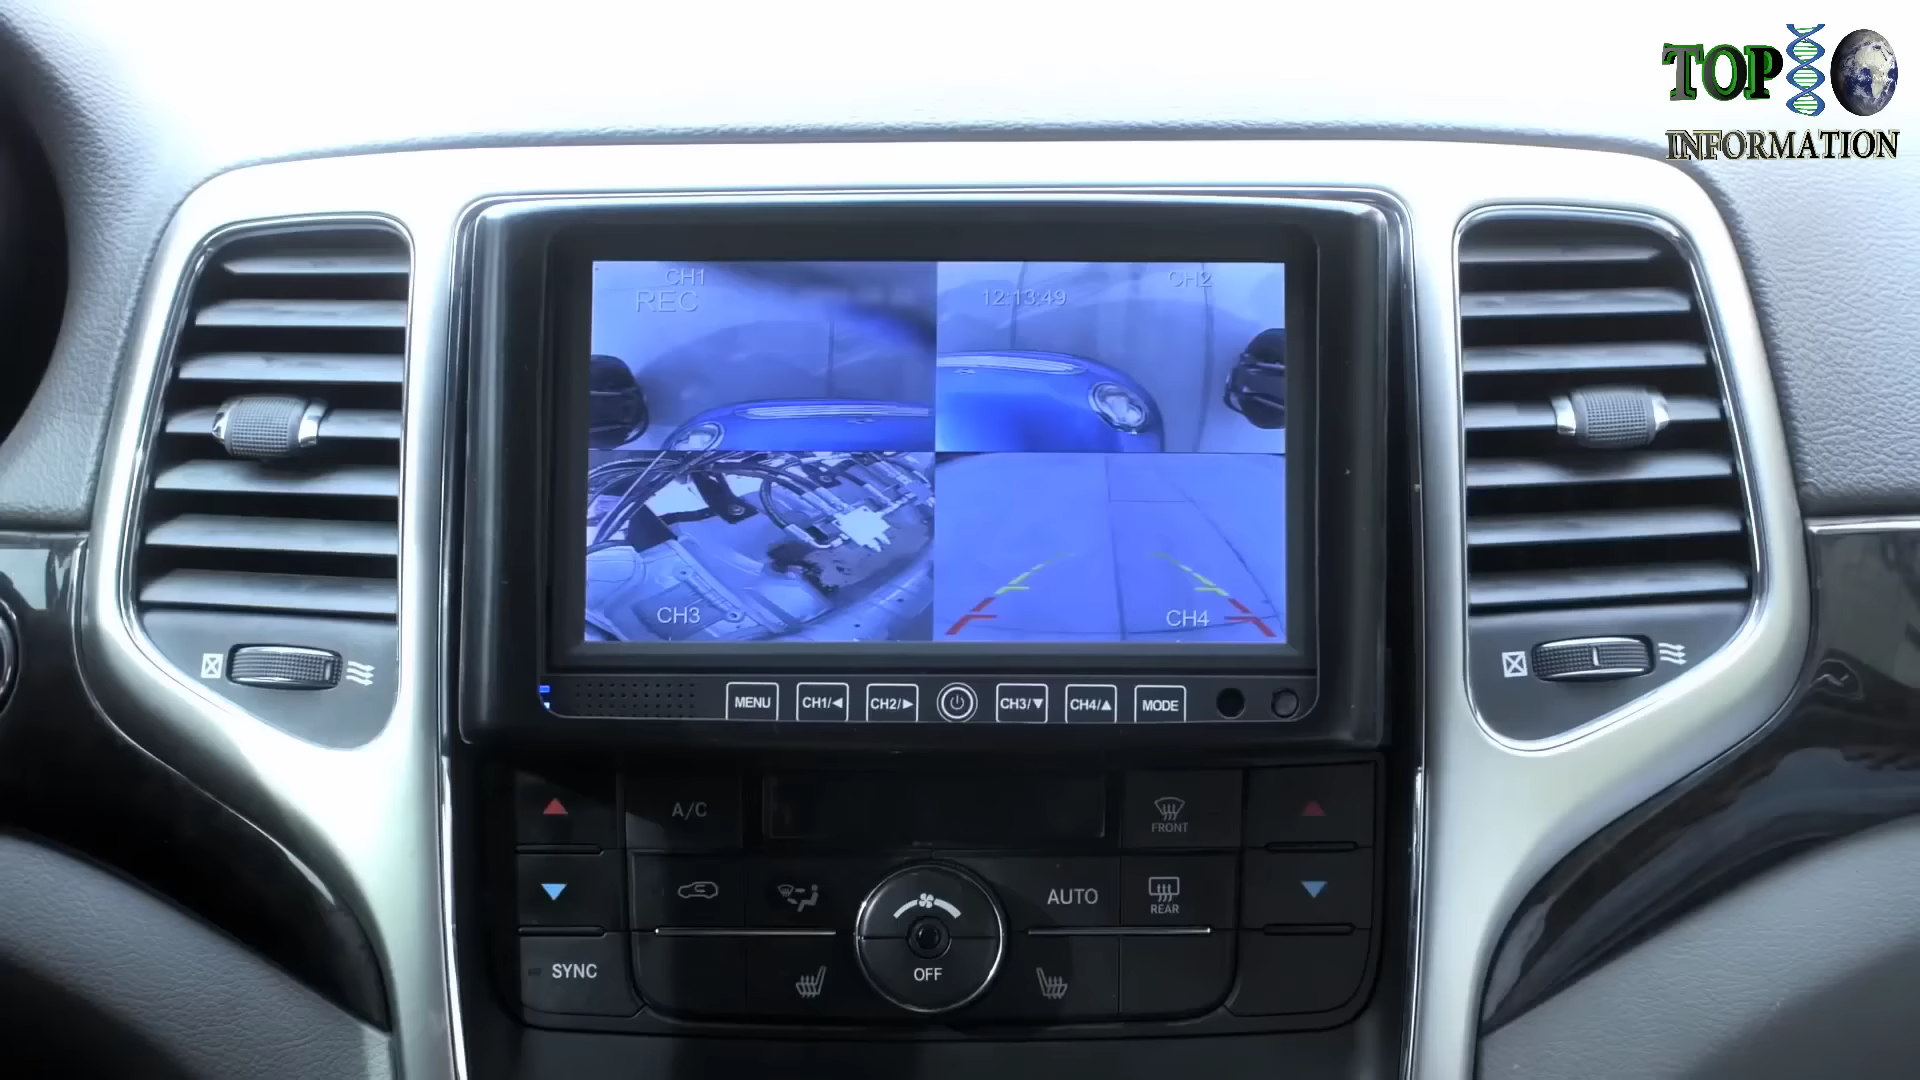 TOP
INFORMATION
CH1
REC
CH2
12:13:49
CH3
CH4
MENU
CH1/◀
CH2/▶
CH3/▼
CH4/▲
MODE
A/C
FRONT
AUTO
REAR
SYNC
OFF